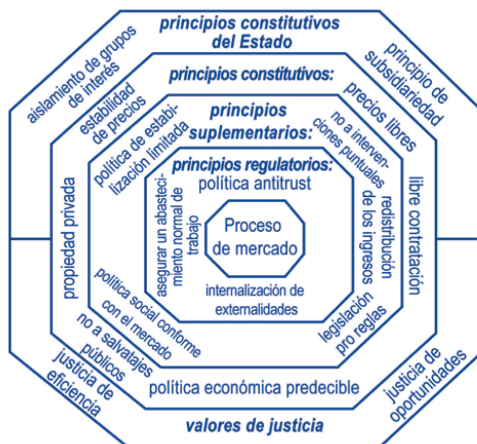 principios constitutivos
del Estado
aislamiento de grupos
de interés
principio de
subsidiariedad
principios constitutivos:
estabilidad
de precios
precios libres
principios
suplementarios:
política de estabi-
lización limitada
no a interven-
ciones puntuales
principios regulatorios:
política antitrust
propiedad privada
asegurar un abasteci-
miento normal de
trabajo
Proceso
de mercado
redistribución
de los ingresos
libre contratación
internalización de
externalidades
política social conforme
con el mercado
legislación
pro reglas
no a salvatajes
públicos
política económica predecible
justicia de
eficiencia
justicia de
oportunidades
valores de justicia